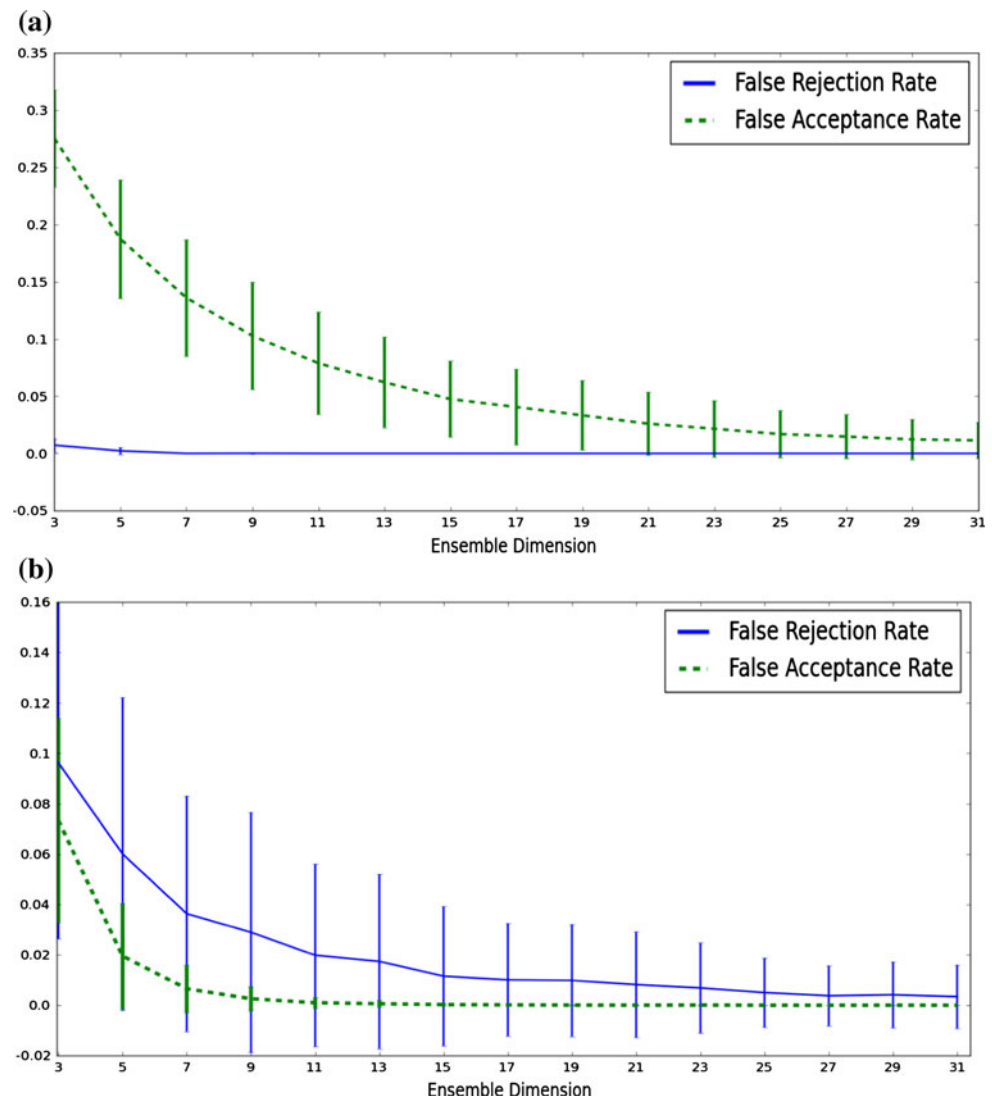 (a)
0.35
0.3
0.25
0.2
0.15
0.1
0.05
0.0
-0.05
False Rejection Rate
False Acceptance Rate
3 5 7 9 11 13 15 17 19 21 23 25 27 29 31
Ensemble Dimension
(b)
0.16
0.14
0.12
0.1
0.08
0.06
0.04
0.02
0.0
-0.02
False Rejection Rate
False Acceptance Rate
3 5 7 9 11 13 15 17 19 21 23 25 27 29 31
Ensemble Dimension